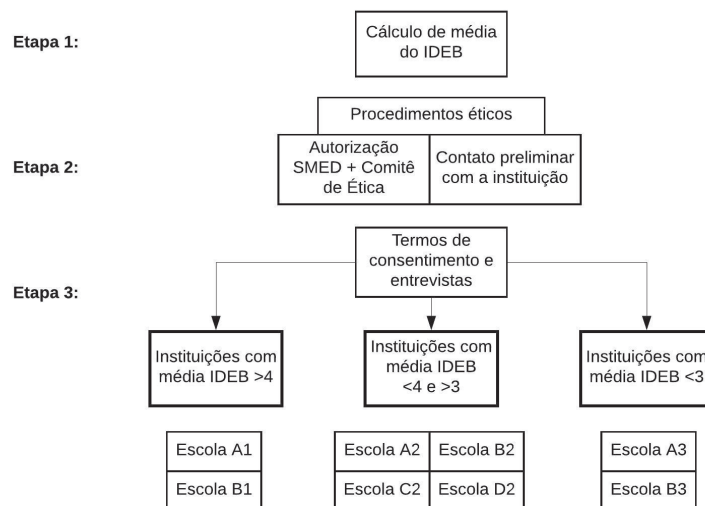 Etapa 1:
Cálculo de média
do IDEB
Etapa 2:
Procedimentos éticos
Autorização
SMED + Comitê
de Ética
Contato preliminar
com a instituição
Etapa 3:
Termos de
consentimento e
entrevistas
Instituições com
média IDEB >4
Instituições com
média IDEB
<4 e >3
Instituições com
média IDEB <3
Escola A1
Escola B1
Escola A2
Escola B2
Escola C2
Escola D2
Escola A3
Escola B3